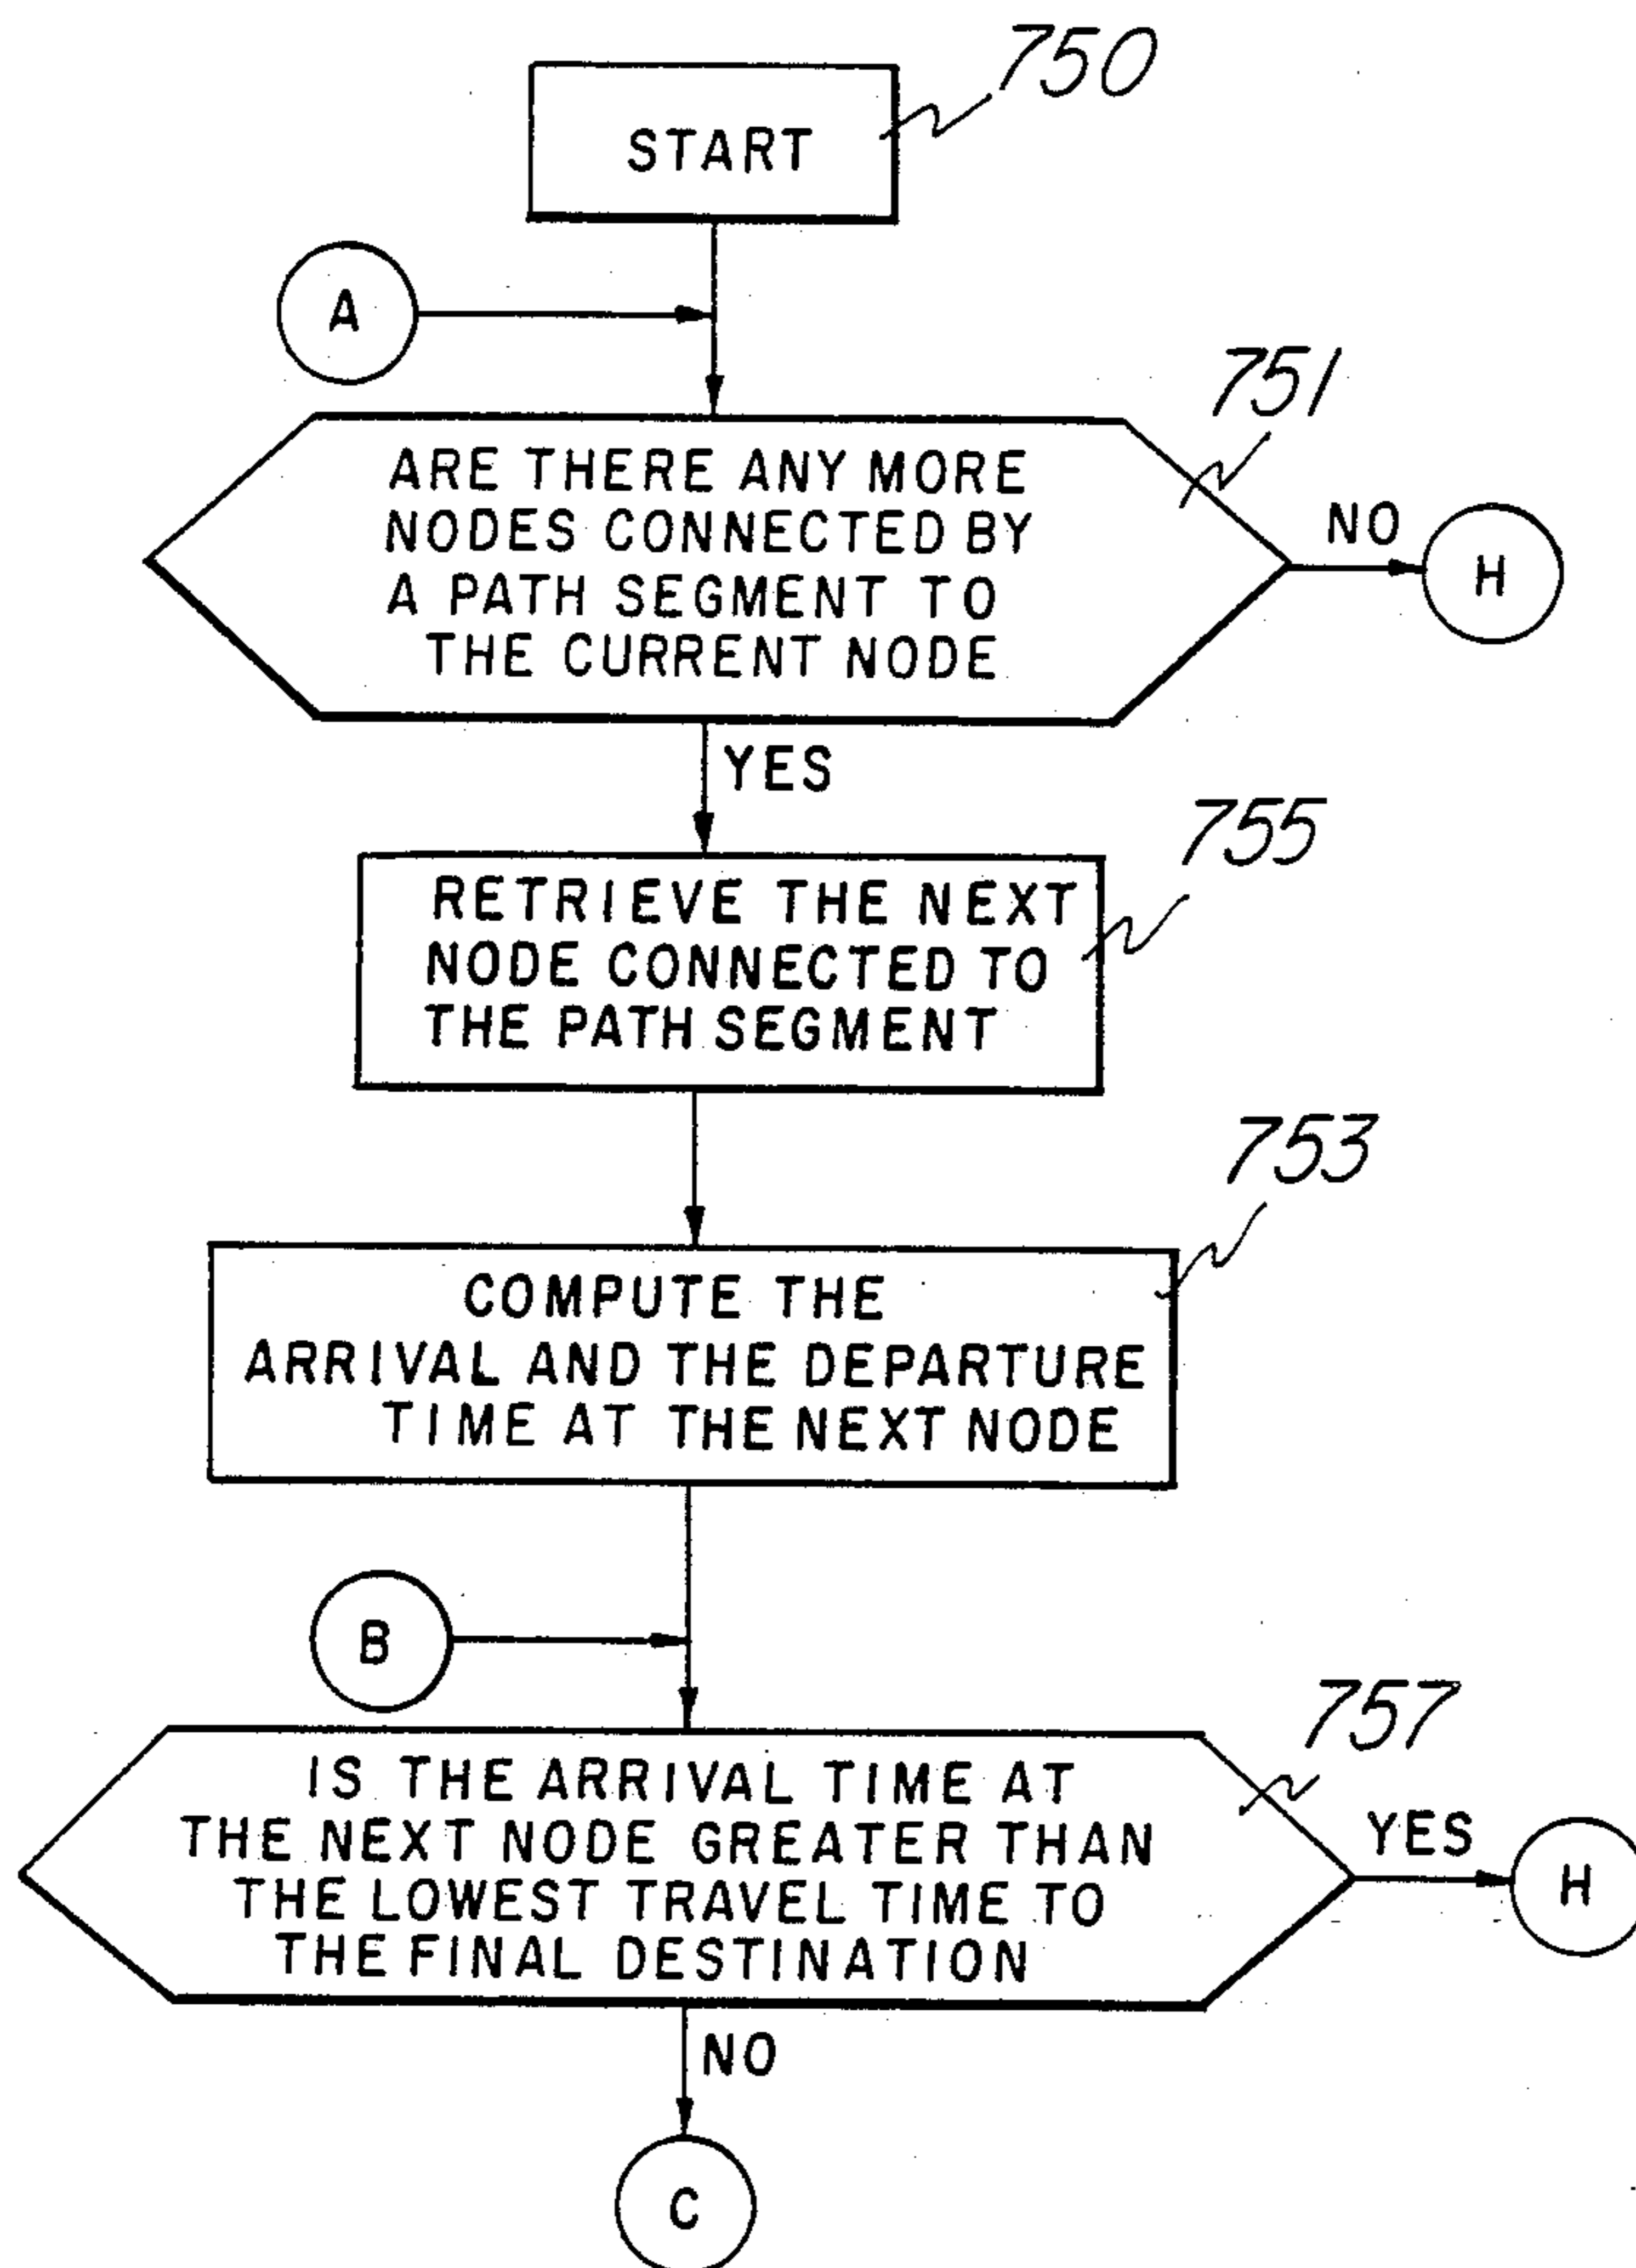 750
START
A
751
ARE THERE ANY MORE
NODES CONNECTED BY
A PATH SEGMENT TO
THE CURRENT NODE
NO
H
YES
755
RETRIEVE THE NEXT
NODE CONNECTED TO
THE PATH SEGMENT
753
COMPUTE THE
ARRIVAL AND THE DEPARTURE
TIME AT THE NEXT NODE
B
757
IS THE ARRIVAL TIME AT
THE NEXT NODE GREATER THAN
THE LOWEST TRAVEL TIME TO
THE FINAL DESTINATION
YES
H
NO
C